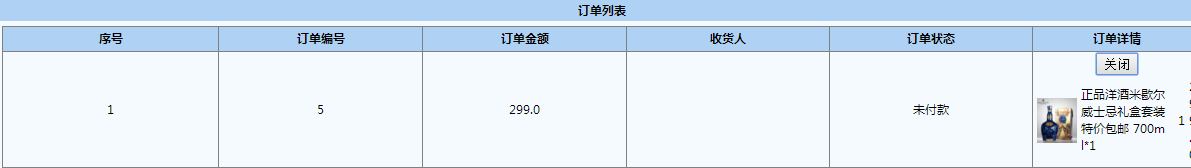 订单列表
序号 订单编号 订单金额 收货人 订单状态 订单详情
关闭
1 5 299.0 未付款
正品洋酒米歇尔
威士忌礼盒套装
特价包邮 700m
l*1
1